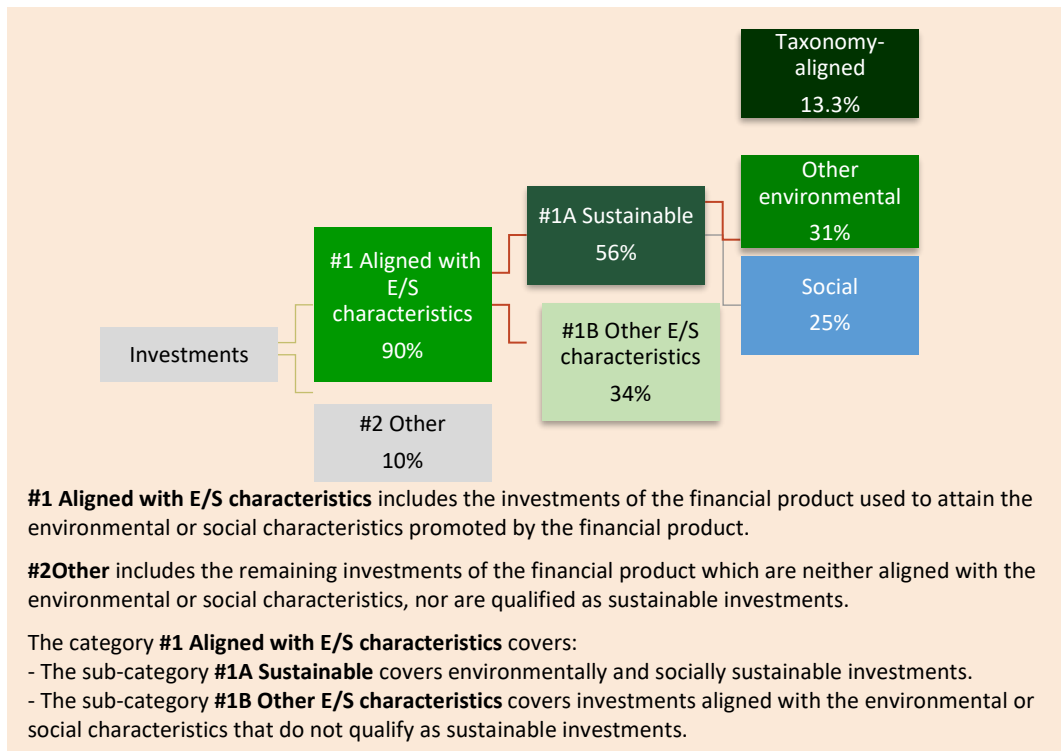 Taxonomy-
aligned
13.3%
Other
environmental
31%
#1A Sustainable
56%
#1 Aligned with
E/S
characteristics
90%
Social
25%
#1B Other E/S
characteristics
34%
Investments
#2 Other
10%
#1 Aligned with E/S characteristics includes the investments of the financial product used to attain the
environmental or social characteristics promoted by the financial product.
#2Other includes the remaining investments of the financial product which are neither aligned with the
environmental or social characteristics, nor are qualified as sustainable investments.
The category #1 Aligned with E/S characteristics covers:
- The sub-category #1A Sustainable covers environmentally and socially sustainable investments.
- The sub-category #1B Other E/S characteristics covers investments aligned with the environmental or
social characteristics that do not qualify as sustainable investments.